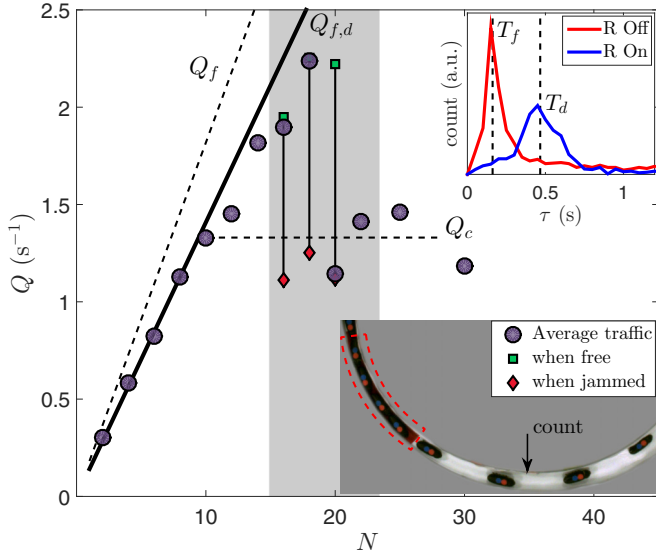 2.5
2
1.5
1
0.5
0
Q (s⁻¹)
0
10
20
30
40
N
Q_f
Q_{f,d}
Q_c
R Off
R On
T_f
T_d
count (a.u.)
0
0.5
1
τ (s)
Average traffic
when free
when jammed
count